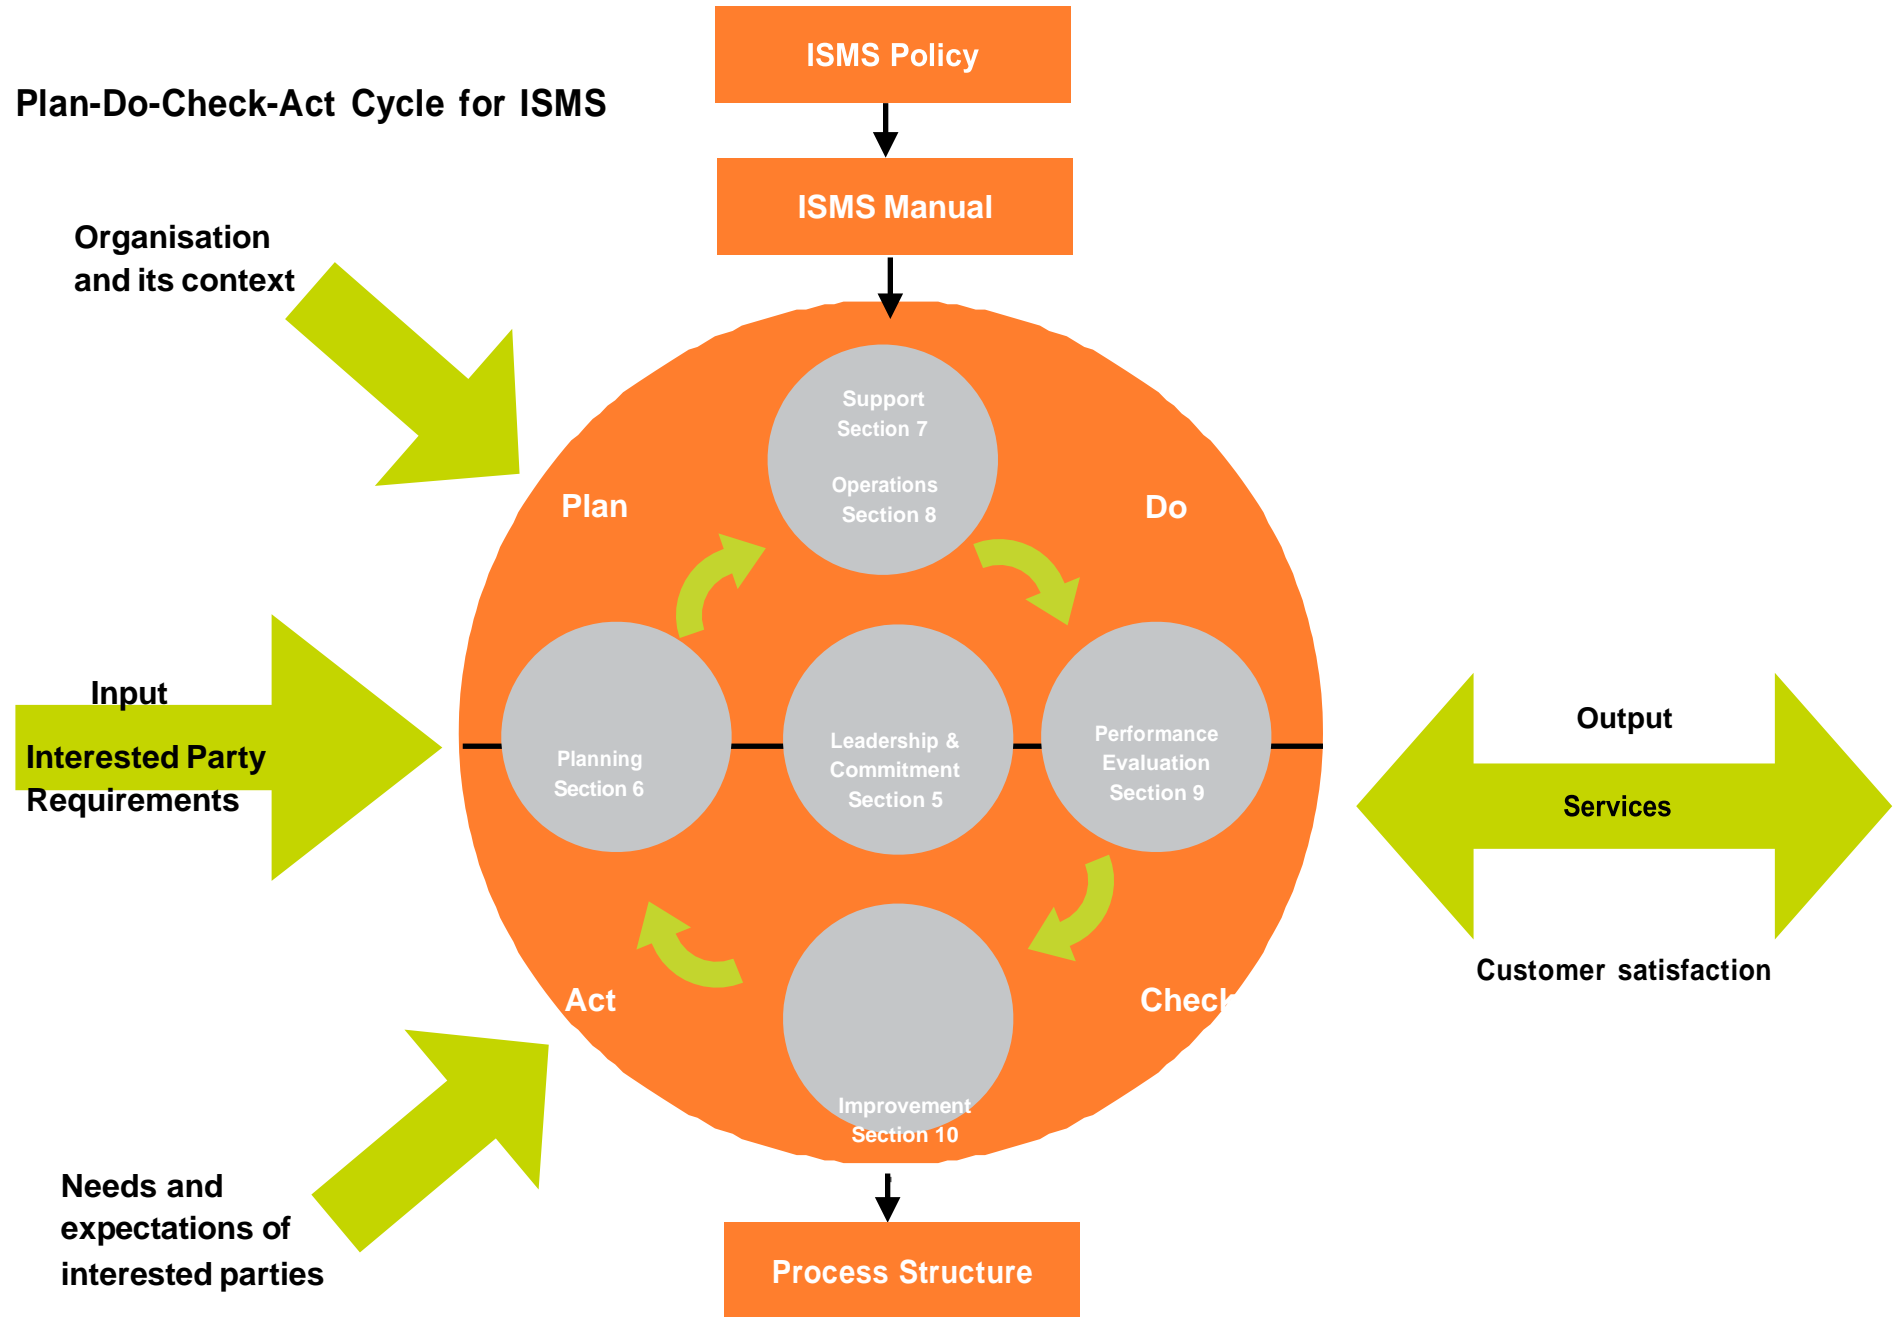 ISMS Policy
Plan-Do-Check-Act Cycle for ISMS
ISMS Manual
Organisation
and its context
Support
Section 7
Operations
Section 8
Plan
Do
Input
Interested Party
Requirements
Planning
Section 6
Leadership &
Commitment
Section 5
Performance
Evaluation
Section 9
Output
Services
Customer satisfaction
Act
Check
Improvement
Section 10
Needs and
expectations of
interested parties
Process Structure